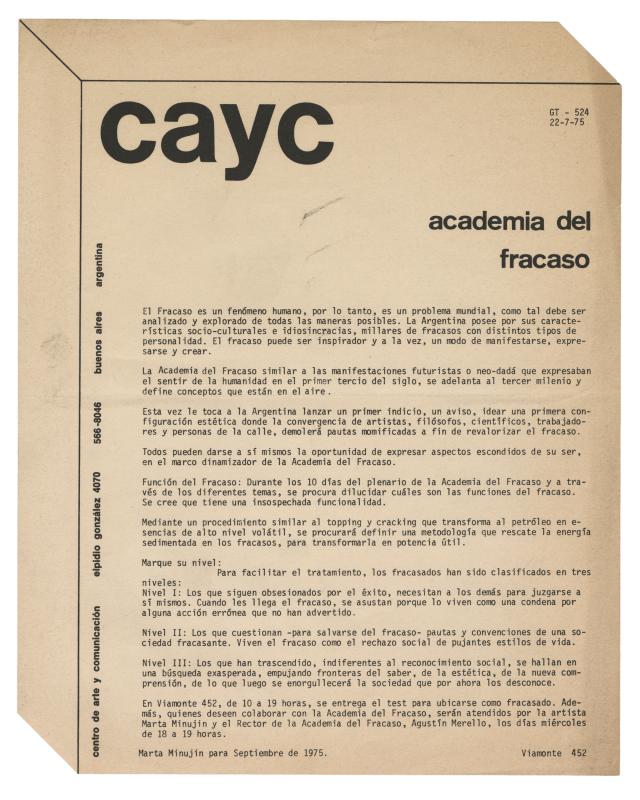 cayc
GT - 524
22-7-75
academia del
fracaso
El Fracaso es un fenómeno humano, por lo tanto, es un problema mundial, como tal debe ser
analizado y explorado de todas las maneras posibles. La Argentina posee por sus caracte-
rísticas socio-culturales e idiosincracias, millares de fracasos con distintos tipos de
personalidad. El fracaso puede ser inspirador y a la vez, un modo de manifestarse, expre-
sarse y crear.
La Academia del Fracaso similar a las manifestaciones futuristas o neo-dadá que expresaban
el sentir de la humanidad en el primer tercio del siglo, se adelanta al tercer milenio y
define conceptos que están en el aire.
Esta vez le toca a la Argentina lanzar un primer indicio, un aviso, idear una primera con-
figuración estética donde la convergencia de artistas, filósofos, científicos, trabajado-
res y personas de la calle, demolerá pautas momificadas a fin de revalorizar el fracaso.
Todos pueden darse a sí mismos la oportunidad de expresar aspectos escondidos de su ser,
en el marco dinamizador de la Academia del Fracaso.
Función del Fracaso: Durante los 10 días del plenario de la Academia del Fracaso y a tra-
vés de los diferentes temas, se procura dilucidar cuáles son las funciones del fracaso.
Se cree que tiene una insospechada funcionalidad.
Mediante un procedimiento similar al topping y cracking que transforma al petróleo en e-
sencias de alto nivel volátil, se procurará definir una metodología que rescate la energía
sedimentada en los fracasos, para transformarla en potencia útil.
Marque su nivel:
Para facilitar el tratamiento, los fracasados han sido clasificados en tres
niveles:
Nivel I: Los que siguen obsesionados por el éxito, necesitan a los demás para juzgarse a
sí mismos. Cuando les llega el fracaso, se asustan porque lo viven como una condena por
alguna acción errónea que no han advertido.
Nivel II: Los que cuestionan -para salvarse del fracaso- pautas y convenciones de una so-
ciedad fracasante. Viven el fracaso como el rechazo social de pujantes estilos de vida.
Nivel III: Los que han trascendido, indiferentes al reconocimiento social, se hallan en
una búsqueda exasperada, empujando fronteras del saber, de la estética, de la nueva com-
prensión, de lo que luego se enorgullecerá la sociedad que por ahora los desconoce.
En Viamonte 452, de 10 a 19 horas, se entrega el test para ubicarse como fracasado. Ade-
más, quienes deseen colaborar con la Academia del Fracaso, serán atendidos por la artista
Marta Minujín y el Rector de la Academia del Fracaso, Agustín Merello, los días miércoles
de 18 a 19 horas.
Marta Minujin para Septiembre de 1975. Viamonte 452
centro de arte y comunicación elpidio gonzález 4070 566-8046 buenos aires argentina